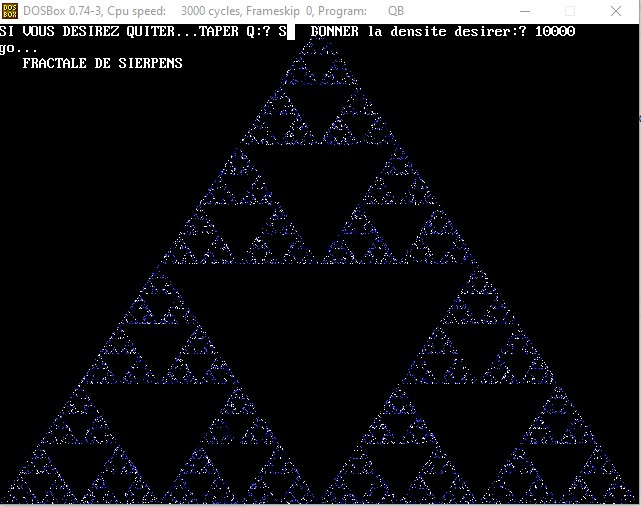 DOSBox 0.74-3, Cpu speed: 3000 cycles, Frameskip 0, Program: QB
SI VOUS DESIREZ QUITER...TAPER Q:? S DONNER la densite desirer:? 10000
go...
FRACTALE DE SIERPENS